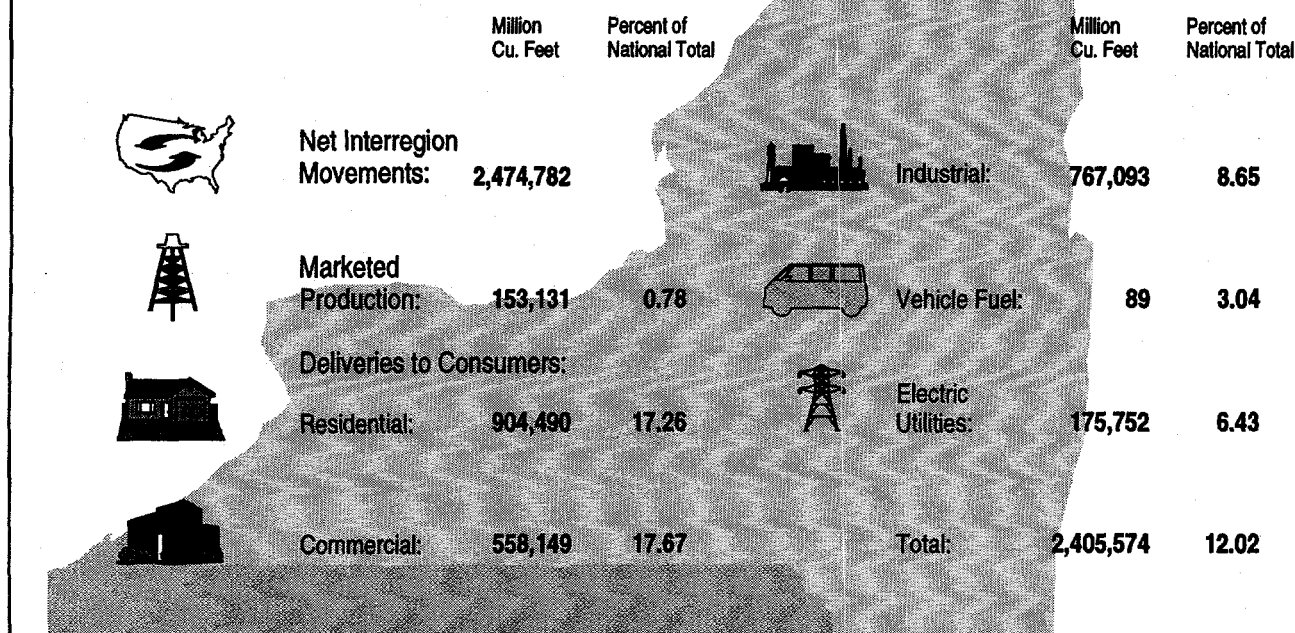 Million Cu. Feet
Percent of National Total
Net Interregion
Movements: 2,474,782
Marketed
Production: 153,131 0.78
Deliveries to Consumers:
Residential: 904,490 17.26
Commercial: 558,149 17.67
Million Cu. Feet
Percent of National Total
Industrial: 767,093 8.65
Vehicle Fuel: 89 3.04
Electric
Utilities: 175,752 6.43
Total: 2,405,574 12.02